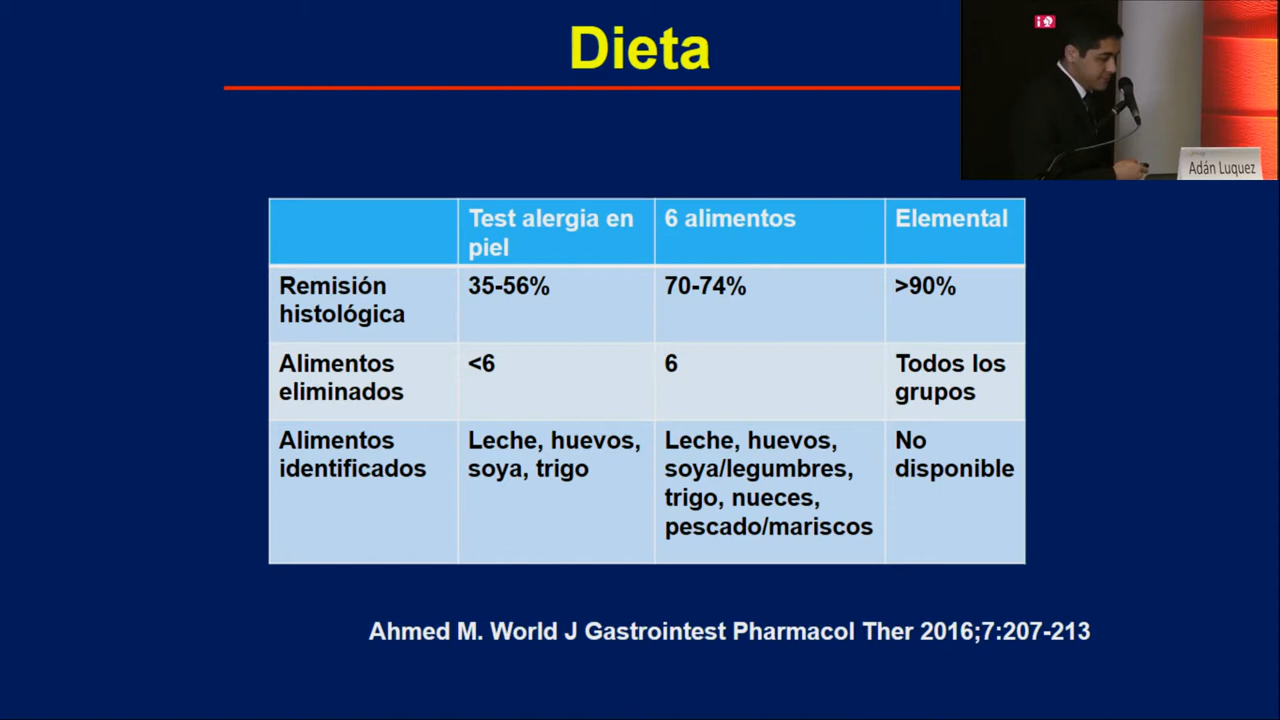 Dieta
Adán Luquez
Test alergia en
piel
6 alimentos
Elemental
Remisión
histológica
35-56%
70-74%
>90%
Alimentos
eliminados
<6
6
Todos los
grupos
Alimentos
identificados
Leche, huevos,
soya, trigo
Leche, huevos,
soya/legumbres,
trigo, nueces,
pescado/mariscos
No
disponible
Ahmed M. World J Gastrointest Pharmacol Ther 2016;7:207-213